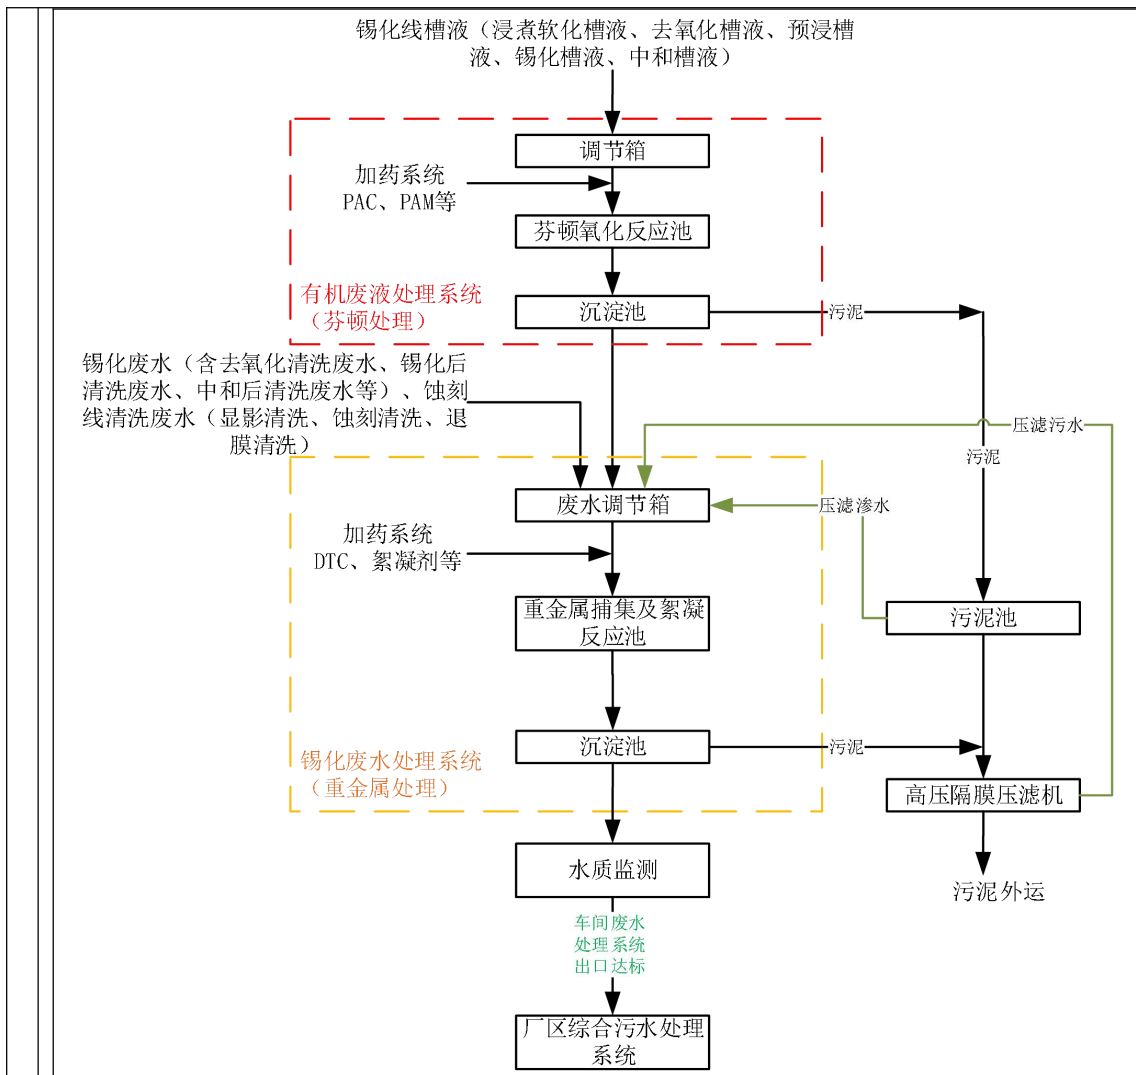 锡化线槽液（浸煮软化槽液、去氧化槽液、预浸槽
液、锡化槽液、中和槽液）
调节箱
加药系统
PAC、PAM等
芬顿氧化反应池
有机废液处理系统
（芬顿处理）
沉淀池
污泥
锡化废水（含去氧化清洗废水、锡化后
清洗废水、中和后清洗废水等）、蚀刻
线清洗废水（显影清洗、蚀刻清洗、退
膜清洗）
压滤污水
污泥
废水调节箱
压滤渗水
加药系统
DTC、絮凝剂等
重金属捕集及絮凝
反应池
污泥池
锡化废水处理系统
（重金属处理）
沉淀池
污泥
高压隔膜压滤机
水质监测
污泥外运
车间废水
处理系统
出口达标
厂区综合污水处理
系统